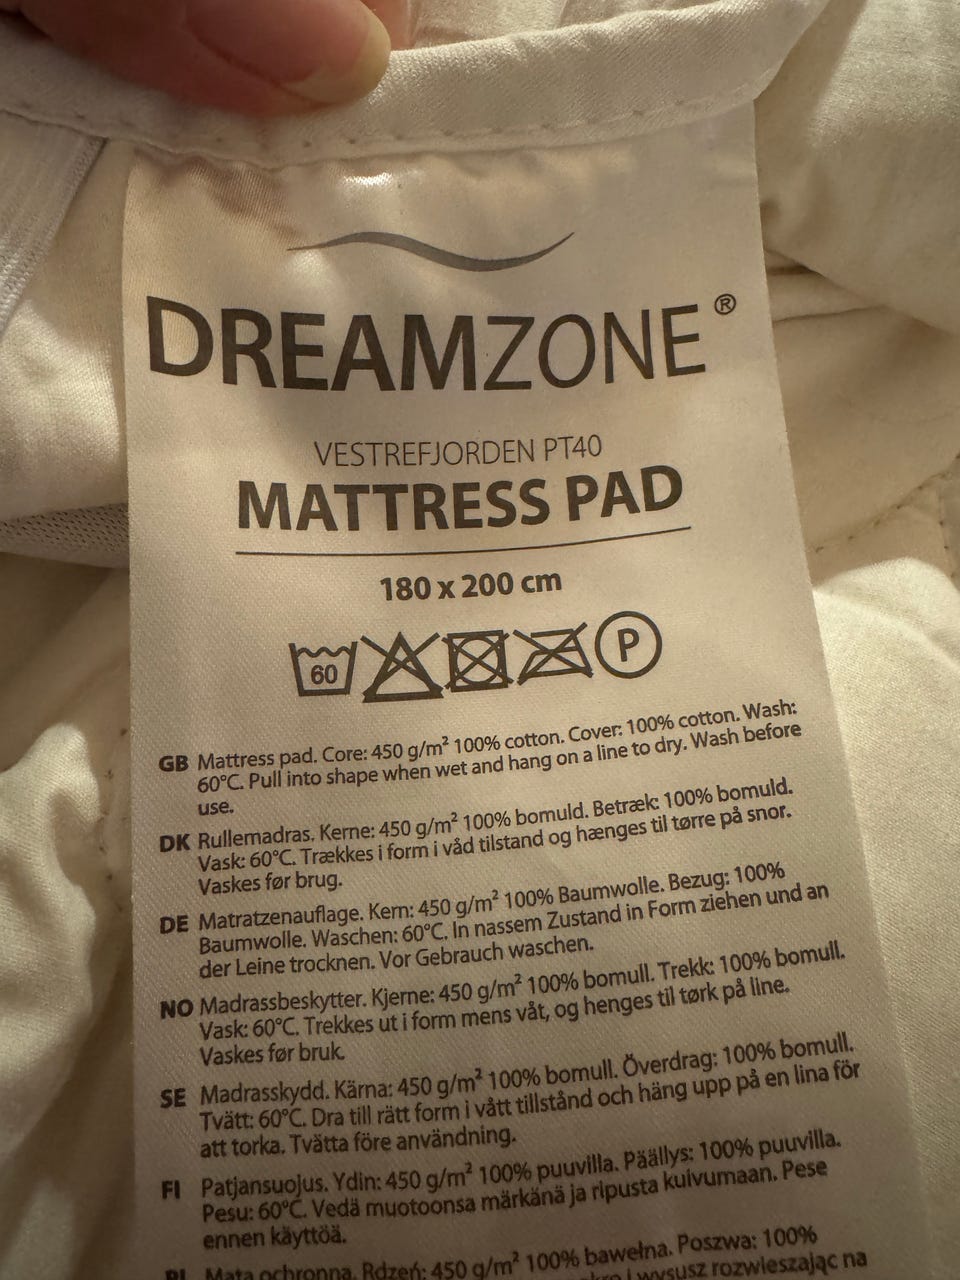 DREAMZONE®
VESTREFJORDEN PT40
MATTRESS PAD
180 x 200 cm
60 P
GB Mattress pad. Core: 450 g/m² 100% cotton. Cover: 100% cotton. Wash:
60°C. Pull into shape when wet and hang on a line to dry. Wash before
use.
DK Rullemadras. Kerne: 450 g/m² 100% bomuld. Betræk: 100% bomuld.
Vask: 60°C. Trækkes i form i våd tilstand og hænges til tørre på snor.
Vaskes før brug.
DE Matratzenauflage. Kern: 450 g/m² 100% Baumwolle. Bezug: 100%
Baumwolle. Waschen: 60°C. In nassem Zustand in Form ziehen und an
der Leine trocknen. Vor Gebrauch waschen.
NO Madrassbeskytter. Kjerne: 450 g/m² 100% bomull. Trekk: 100% bomull.
Vask: 60°C. Trekkes ut i form mens våt, og henges til tørk på line.
Vaskes før bruk.
SE Madrasskydd. Kärna: 450 g/m² 100% bomull. Överdrag: 100% bomull.
Tvätt: 60°C. Dra till rätt form i vått tillstånd och häng upp på en lina för
att torka. Tvätta före användning.
FI Patjansuojus. Ydin: 450 g/m² 100% puuvilla. Päällys: 100% puuvilla.
Pesu: 60°C. Vedä muotoonsa märkänä ja ripusta kuivumaan. Pese
ennen käyttöä.
PL Mata ochronna. Rdzeń: 450 g/m² 100% bawełna. Poszwa: 100%
i wysusz rozwieszając na